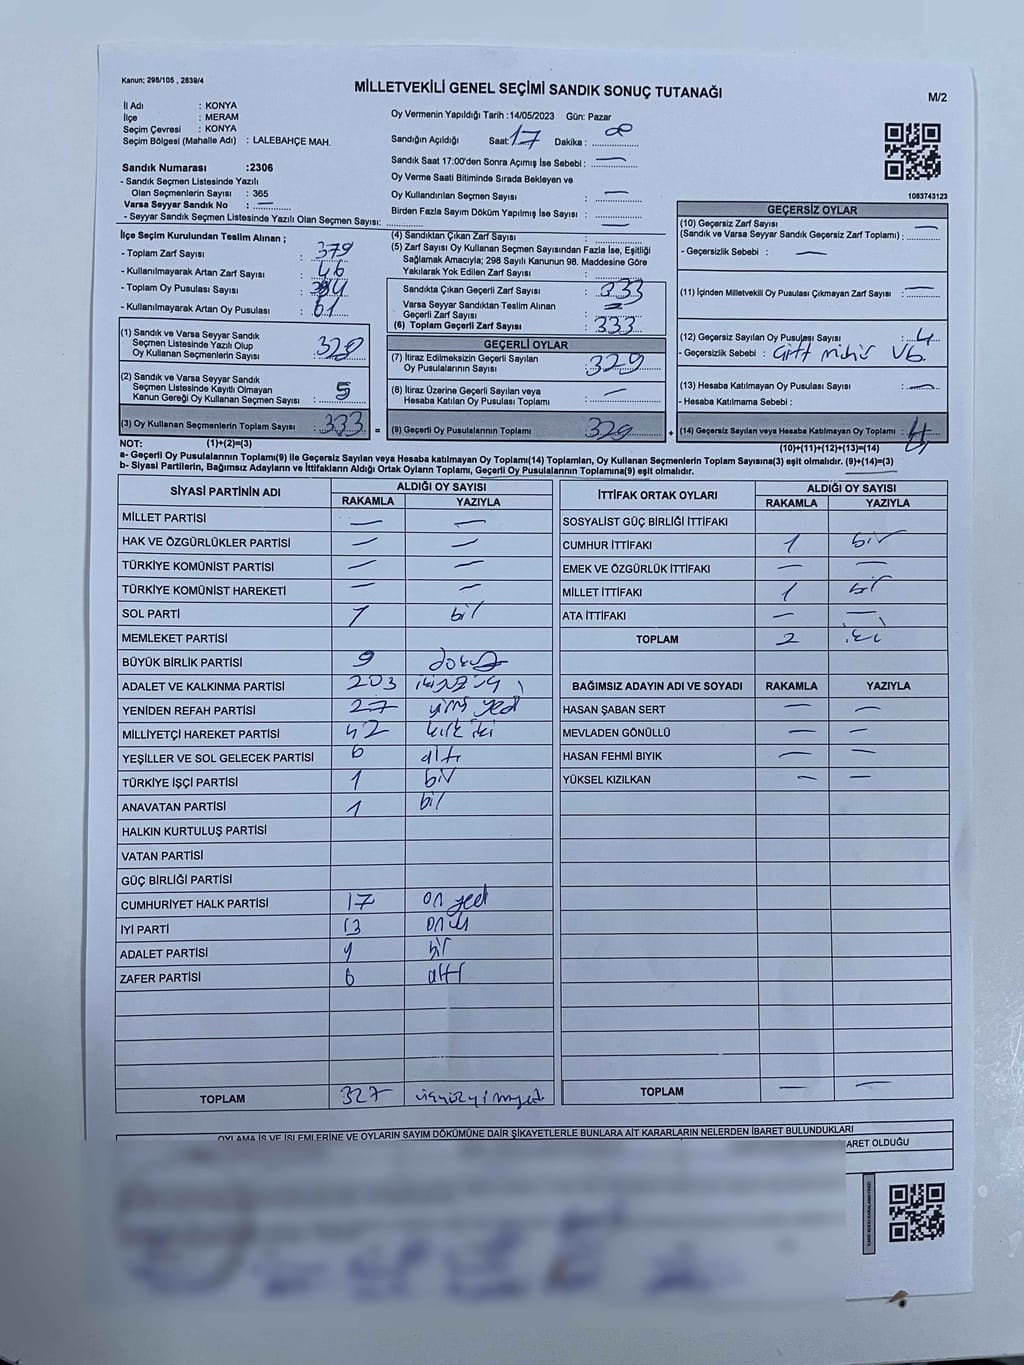 Kanun; 298/105 , 2839/4
MİLLETVEKİLİ GENEL SEÇİMİ SANDIK SONUÇ TUTANAĞI
M/2
İl Adı : KONYA
İlçe : MERAM
Seçim Çevresi : KONYA
Seçim Bölgesi (Mahalle Adı) : LALEBAHÇE MAH.
Sandık Numarası :2306
- Sandık Seçmen Listesinde Yazılı
Olan Seçmenlerin Sayısı : 365
Varsa Seyyar Sandık No : —
- Seyyar Sandık Seçmen Listesinde Yazılı Olan Seçmen Sayısı:
Oy Vermenin Yapıldığı Tarih :14/05/2023 Gün: Pazar
Sandığın Açıldığı Saat: 17 Dakika :
Sandık Saat 17:00'den Sonra Açımış İse Sebebi : —
Oy Verme Saati Bitiminde Sırada Bekleyen ve
Oy Kullandırılan Seçmen Sayısı : —
Birden Fazla Sayım Döküm Yapılmış İse Sayısı : —
1083743123
İlçe Seçim Kurulundan Teslim Alınan ;
- Toplam Zarf Sayısı : 379
- Kullanılmayarak Artan Zarf Sayısı : 46
- Toplam Oy Pusulası Sayısı :
- Kullanılmayarak Artan Oy Pusulası : 61
(1) Sandık ve Varsa Seyyar Sandık
Seçmen Listesinde Yazılı Olup
Oy Kullanan Seçmenlerin Sayısı : 328
(2) Sandık ve Varsa Seyyar Sandık
Seçmen Listesinde Kayıtlı Olmayan
Kanun Gereği Oy Kullanan Seçmen Sayısı : 5
(3) Oy Kullanan Seçmenlerin Toplam Sayısı : 333
(4) Sandıktan Çıkan Zarf Sayısı : —
(5) Zarf Sayısı Oy Kullanan Seçmen Sayısından Fazla İse, Eşitliği
Sağlamak Amacıyla; 298 Sayılı Kanunun 98. Maddesine Göre
Yakılarak Yok Edilen Zarf Sayısı :
Sandıkta Çıkan Geçerli Zarf Sayısı : 333
Varsa Seyyar Sandıktan Teslim Alınan
Geçerli Zarf Sayısı : —
(6) Toplam Geçerli Zarf Sayısı : 333
GEÇERLİ OYLAR
(7) İtiraz Edilmeksizin Geçerli Sayılan
Oy Pusulalarının Sayısı : 329
(8) İtiraz Üzerine Geçerli Sayılan veya
Hesaba Katılan Oy Pusulası Toplamı : —
= (9) Geçerli Oy Pusulalarının Toplamı : 329
GEÇERSİZ OYLAR
(10) Geçersiz Zarf Sayısı
(Sandık ve Varsa Seyyar Sandık Geçersiz Zarf Toplamı) : —
- Geçersizlik Sebebi : —
(11) İçinden Milletvekili Oy Pusulası Çıkmayan Zarf Sayısı : —
(12) Geçersiz Sayılan Oy Pusulası Sayısı : 4
- Geçersizlik Sebebi : Çift mühür Vb.
(13) Hesaba Katılmayan Oy Pusulası Sayısı : —
- Hesaba Katılmama Sebebi :
+ (14) Geçersiz Sayılan veya Hesaba Katılmayan Oy Toplamı : 4
NOT: (1)+(2)=(3)
(10)+(11)+(12)+(13)=(14)
a- Geçerli Oy Pusulalarının Toplamı(9) ile Geçersiz Sayılan veya Hesaba Katılmayan Oy Toplamı(14) Toplamları, Oy Kullanan Seçmenlerin Toplam Sayısına(3) eşit olmalıdır. (9)+(14)=(3)
b- Siyasi Partilerin, Bağımsız Adayların ve İttifakların Aldığı Ortak Oyların Toplamı, Geçerli Oy Pusulalarının Toplamına(9) eşit olmalıdır.
SİYASİ PARTİNİN ADI ALDIĞI OY SAYISI
RAKAMLA YAZIYLA
MİLLET PARTİSİ — —
HAK VE ÖZGÜRLÜKLER PARTİSİ — —
TÜRKİYE KOMÜNİST PARTİSİ — —
TÜRKİYE KOMÜNİST HAREKETİ — —
SOL PARTİ 1 bir
MEMLEKET PARTİSİ
BÜYÜK BİRLİK PARTİSİ 9 dokuz
ADALET VE KALKINMA PARTİSİ 203 ikiyüzüç
YENİDEN REFAH PARTİSİ 27 yirmi yedi
MİLLİYETÇİ HAREKET PARTİSİ 42 kırk iki
YEŞİLLER VE SOL GELECEK PARTİSİ 6 altı
TÜRKİYE İŞÇİ PARTİSİ 1 bir
ANAVATAN PARTİSİ 1 bir
HALKIN KURTULUŞ PARTİSİ
VATAN PARTİSİ
GÜÇ BİRLİĞİ PARTİSİ
CUMHURİYET HALK PARTİSİ 17 on yedi
İYİ PARTİ 13 on üç
ADALET PARTİSİ 1 bir
ZAFER PARTİSİ 6 altı
TOPLAM 327 üçyüzyirmiyedi
İTTİFAK ORTAK OYLARI ALDIĞI OY SAYISI
RAKAMLA YAZIYLA
SOSYALİST GÜÇ BİRLİĞİ İTTİFAKI
CUMHUR İTTİFAKI 1 bir
EMEK VE ÖZGÜRLÜK İTTİFAKI — —
MİLLET İTTİFAKI 1 bir
ATA İTTİFAKI — —
TOPLAM 2 iki
BAĞIMSIZ ADAYIN ADI VE SOYADI RAKAMLA YAZIYLA
HASAN ŞABAN SERT — —
MEVLADEN GÖNÜLLÜ — —
HASAN FEHMİ BIYIK — —
YÜKSEL KIZILKAN — —
TOPLAM — —
OYLAMA İŞ VE İŞLEMLERİNE VE OYLARIN SAYIM DÖKÜMÜNE DAİR ŞİKAYETLERLE BUNLARA AİT KARARLARIN NELERDEN İBARET BULUNDUKLARI
ARET OLDUĞU